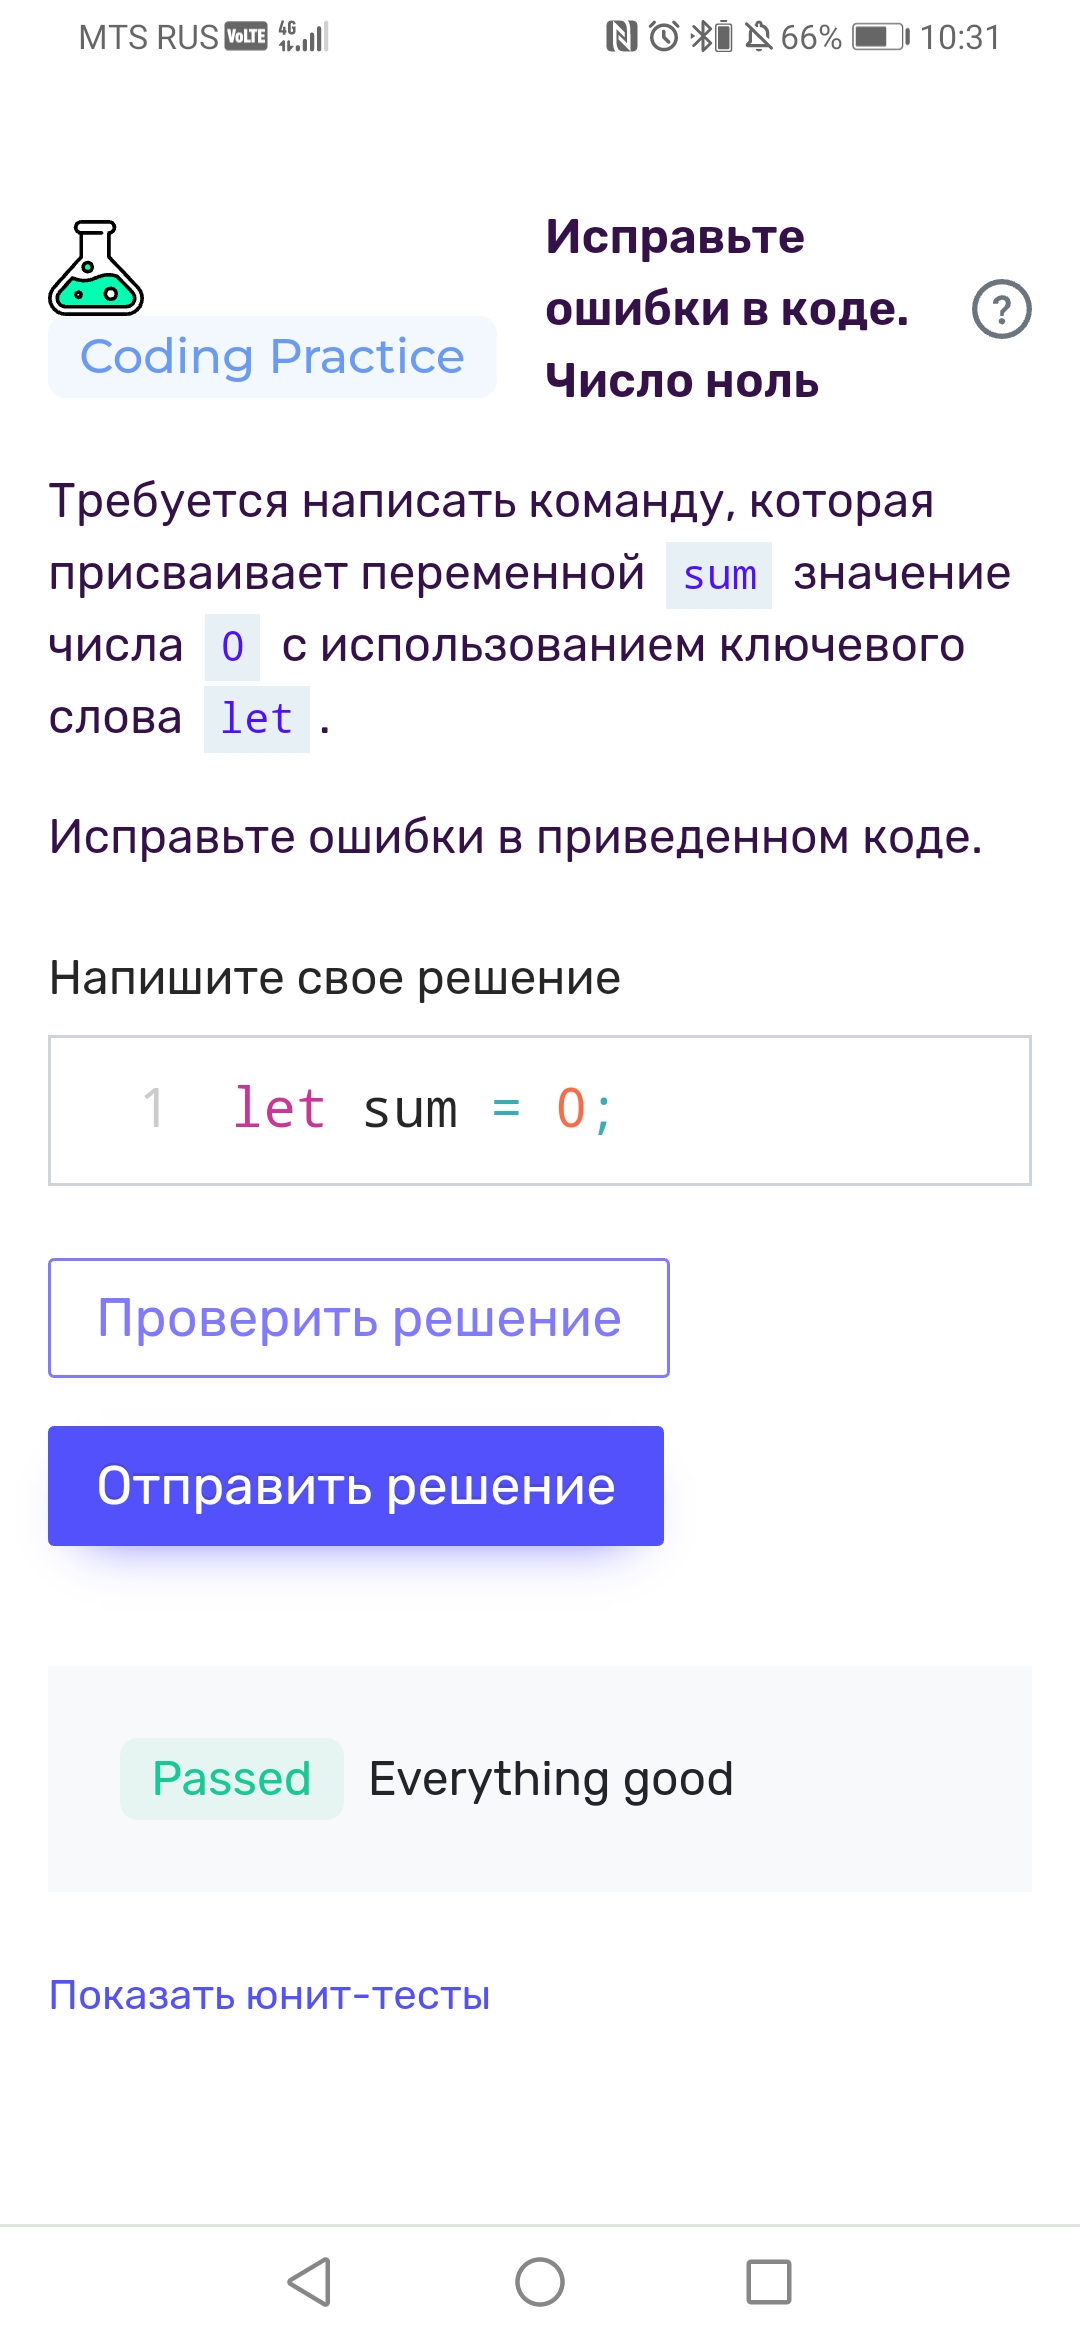 MTS RUS VoLTE 4G 66% 10:31
Coding Practice
Исправьте
ошибки в коде.
Число ноль
?
Требуется написать команду, которая
присваивает переменной sum значение
числа 0 с использованием ключевого
слова let .
Исправьте ошибки в приведенном коде.
Напишите свое решение
1 let sum = 0;
Проверить решение
Отправить решение
Passed Everything good
Показать юнит-тесты